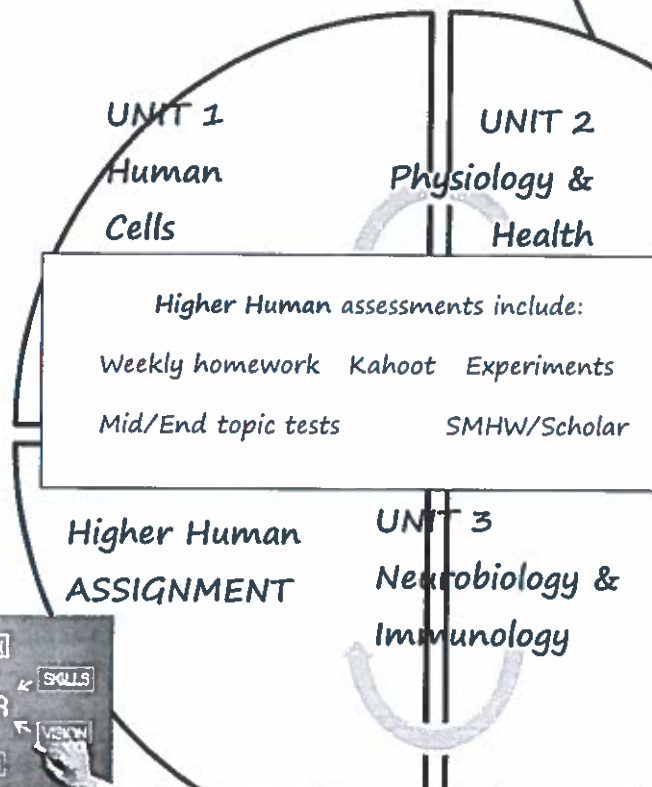 UNIT 1
Human
Cells
UNIT 2
Physiology &
Health
Higher Human assessments include:
Weekly homework Kahoot Experiments
Mid/End topic tests SMHW/Scholar
Higher Human
ASSIGNMENT
UNIT 3
Neurobiology &
Immunology
SKILLS
VISION